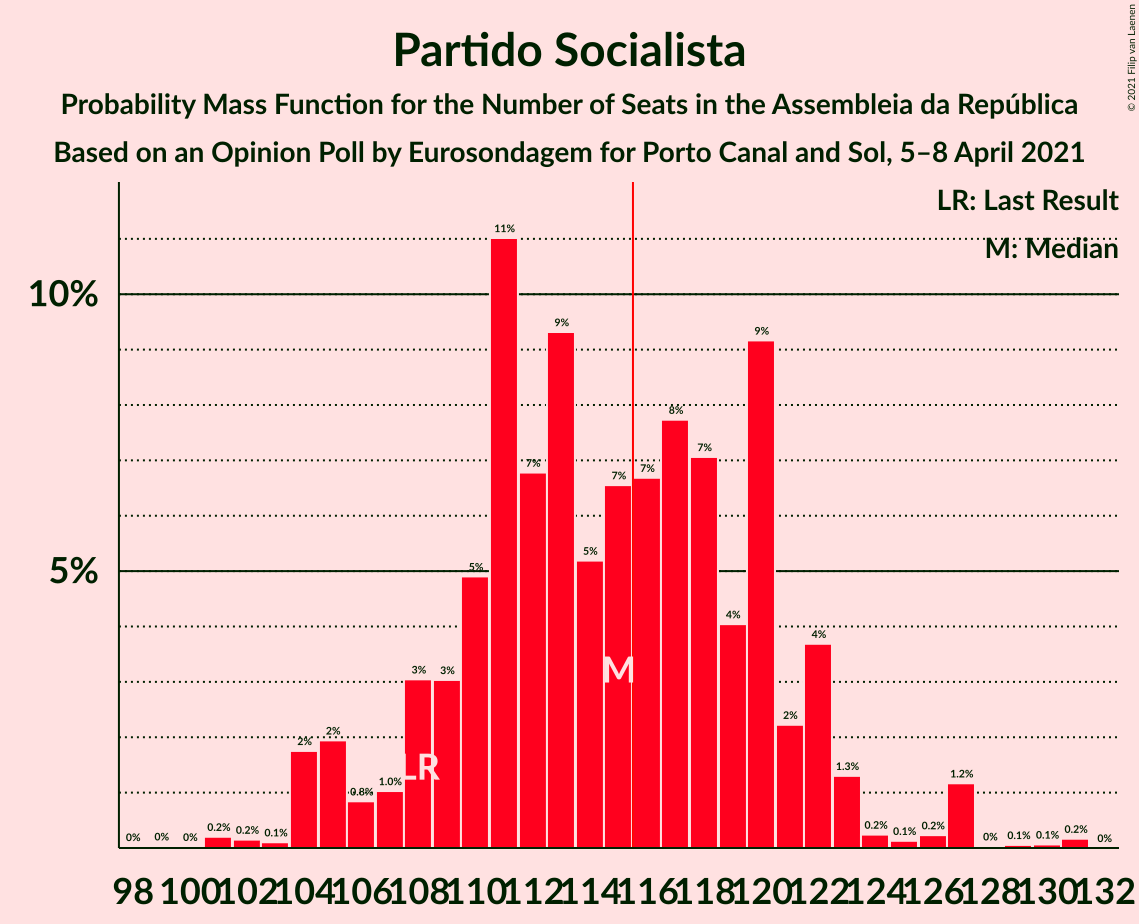 Partido Socialista
Probability Mass Function for the Number of Seats in the Assembleia da República
Based on an Opinion Poll by Eurosondagem for Porto Canal and Sol, 5–8 April 2021
© 2021 Filip van Laenen
LR: Last Result
M: Median
10%
5%
0% 0% 0% 0.2% 0.2% 0.1% 2% 2% 0.8% 1.0% 3% 3% 5% 11% 7% 9% 5% 7% 7% 8% 7% 4% 9% 2% 4% 1.3% 0.2% 0.1% 0.2% 1.2% 0% 0.1% 0.1% 0.2% 0%
M
LR
98 100 102 104 106 108 110 112 114 116 118 120 122 124 126 128 130 132